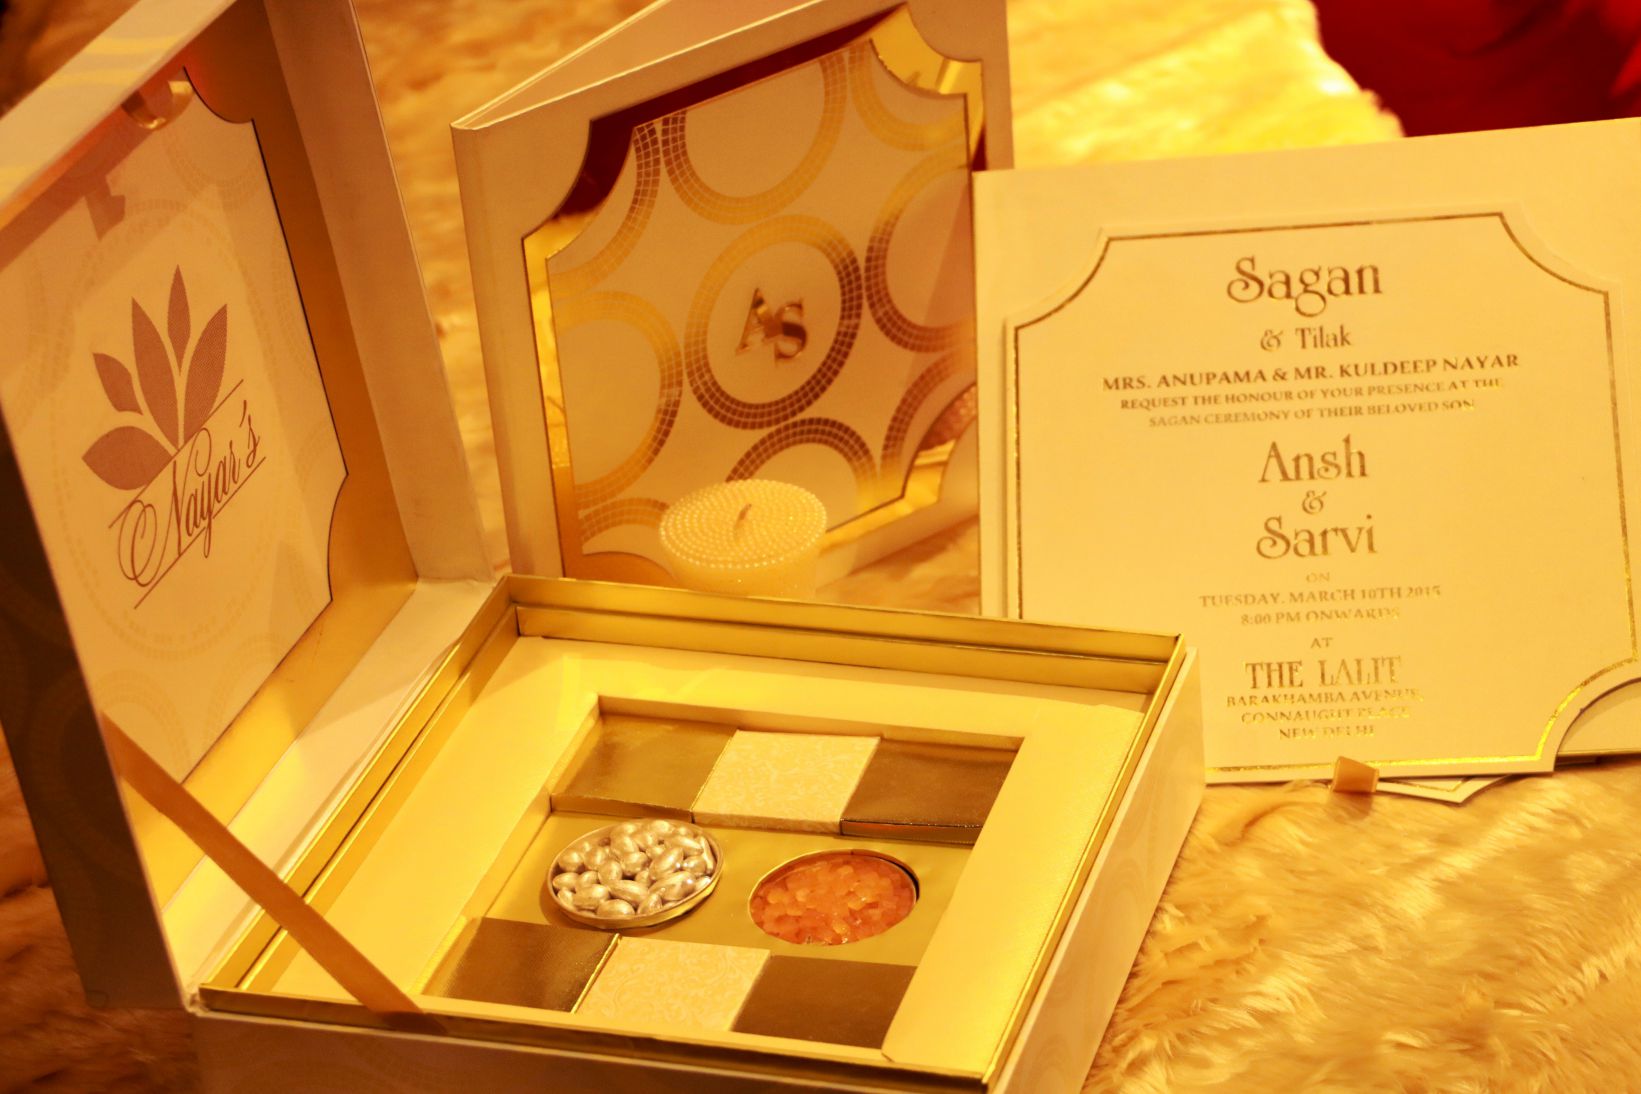 Nayar's
AS
Sagan
& Tilak
MRS. ANUPAMA & MR. KULDEEP NAYAR
REQUEST THE HONOUR OF YOUR PRESENCE AT THE
SAGAN CEREMONY OF THEIR BELOVED SON
Ansh
&
Sarvi
ON
TUESDAY, MARCH 10TH 2015
8:00 PM ONWARDS
AT
THE LALIT
BARAKHAMBA AVENUE
CONNAUGHT PLACE
NEW DELHI